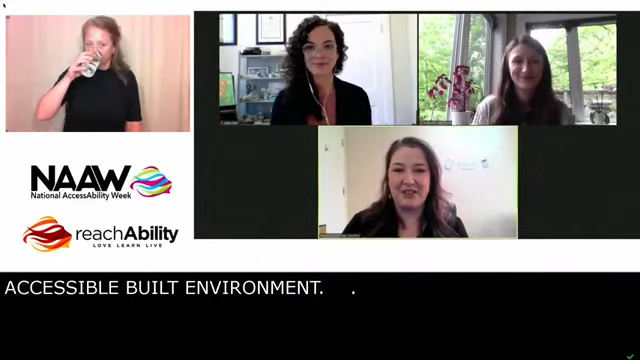 NAAW
National AccessAbility Week
reachAbility
LOVE LEARN LIVE
ACCESSIBLE BUILT ENVIRONMENT. .